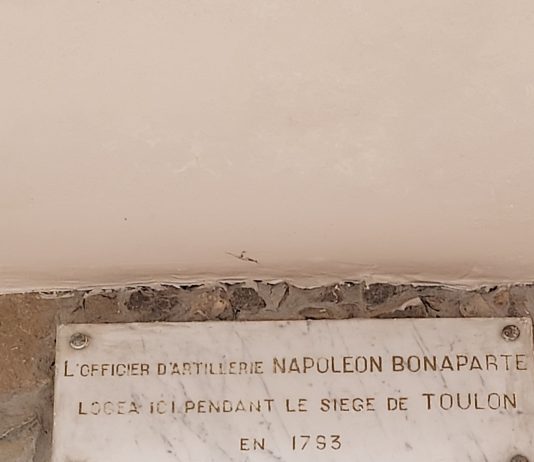 L'OFFICIER D'ARTILLERIE NAPOLEON BONAPARTE
LOGEA ICI PENDANT LE SIEGE DE TOULON
EN 1793